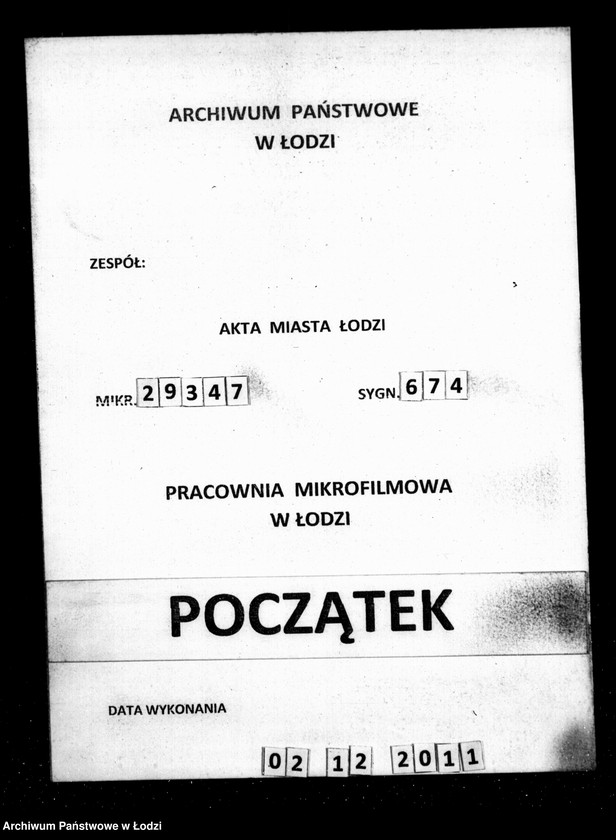 ARCHIWUM PAŃSTWOWE
W ŁODZI
ZESPÓŁ:
AKTA MIASTA ŁODZI
MIKR. 29347 SYGN. 674
PRACOWNIA MIKROFILMOWA
W ŁODZI
POCZĄTEK
DATA WYKONANIA
02 12 2011
Archiwum Państwowe w Łodzi